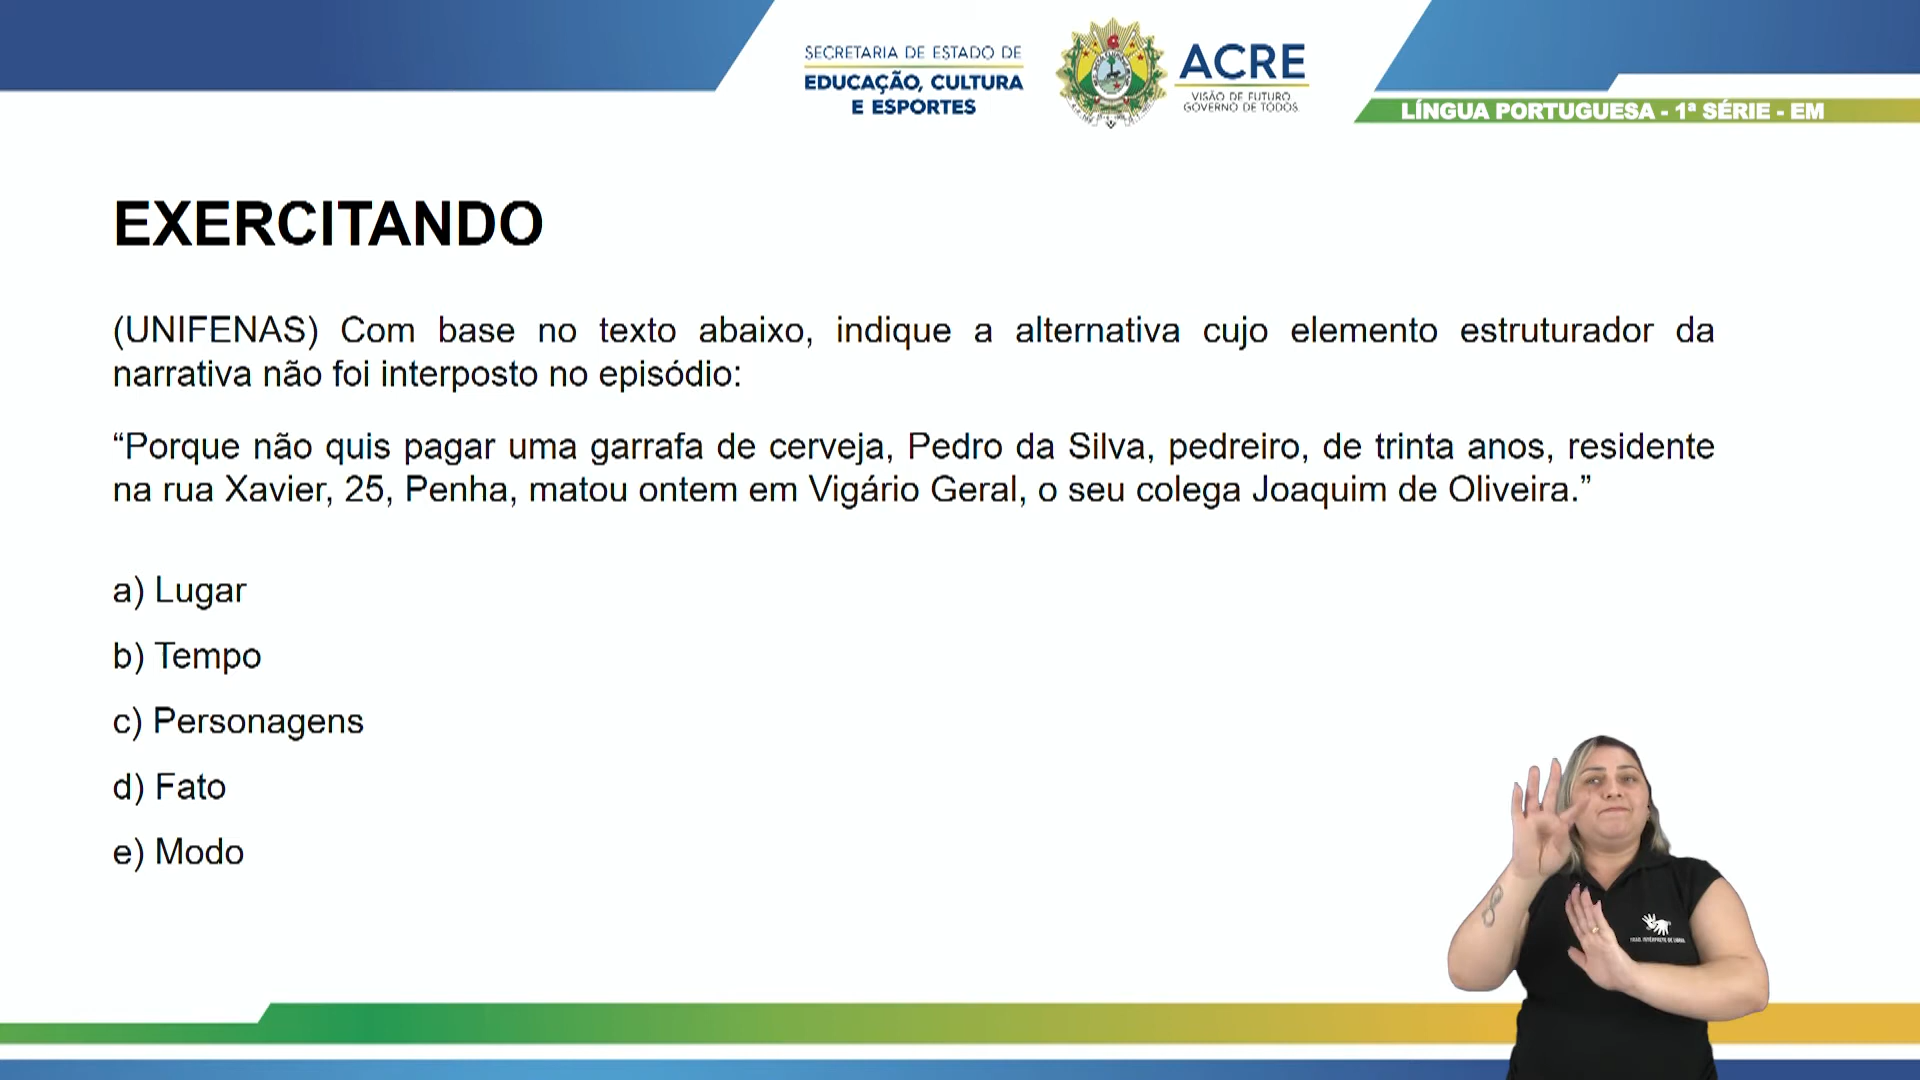 SECRETARIA DE ESTADO DE
EDUCAÇÃO, CULTURA
E ESPORTES
ACRE
VISÃO DE FUTURO
GOVERNO DE TODOS
LÍNGUA PORTUGUESA - 1ª SÉRIE - EM
EXERCITANDO
(UNIFENAS) Com base no texto abaixo, indique a alternativa cujo elemento estruturador da
narrativa não foi interposto no episódio:
“Porque não quis pagar uma garrafa de cerveja, Pedro da Silva, pedreiro, de trinta anos, residente
na rua Xavier, 25, Penha, matou ontem em Vigário Geral, o seu colega Joaquim de Oliveira.”
a) Lugar
b) Tempo
c) Personagens
d) Fato
e) Modo